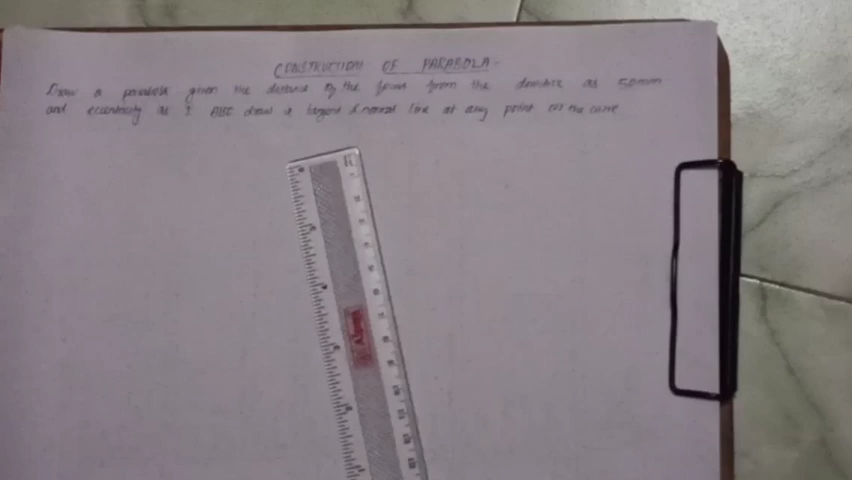 CONSTRUCTION OF PARABOLA-
Draw a parabola given the distance of the focus from the directrix as 50mm
and eccentricity as 1 Also draw a tangent & normal line at any point on the curve